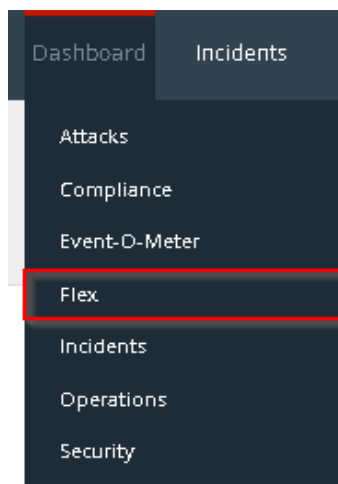 Dashboard Incidents
Attacks
Compliance
Event-O-Meter
Flex
Incidents
Operations
Security